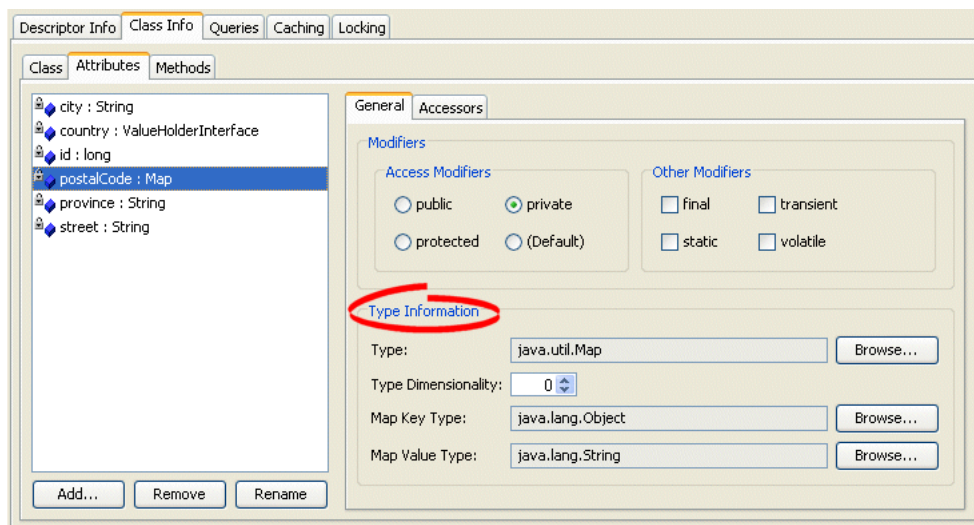 Descriptor Info Class Info Queries Caching Locking
Class Attributes Methods
city : String
country : ValueHolderInterface
id : long
postalCode : Map
province : String
street : String
Add... Remove Rename
General Accessors
Modifiers
Access Modifiers
public private
protected (Default)
Other Modifiers
final transient
static volatile
Type Information
Type: java.util.Map Browse...
Type Dimensionality: 0
Map Key Type: java.lang.Object Browse...
Map Value Type: java.lang.String Browse...